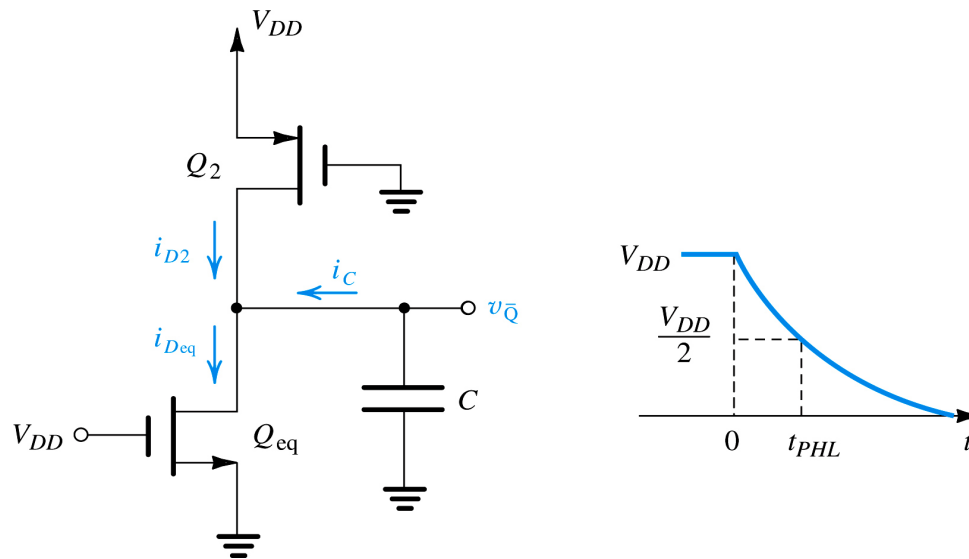 V_DD
Q_2
i_D2
i_C
v_Q̄
i_Deq
C
V_DD
Q_eq
V_DD
V_DD
2
0
t_PHL
t